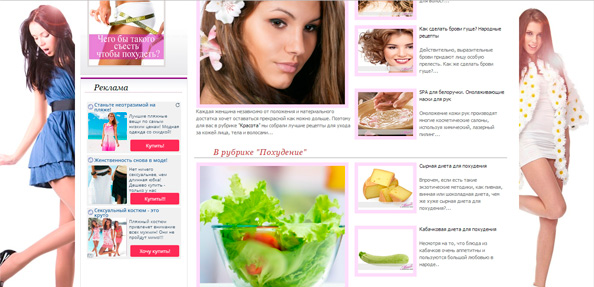 Чего бы такого
съесть
чтобы похудеть?
Реклама
Станьте неотразимой на
пляже!
Лучшие пляжные
вещи по самым
низких ценам! Модная
одежда со скидкой!
Купить!
Женственность снова в моде!
Нет ничего
сексуальнее, чем
длинная юбка!
Дешево купить -
только у нас
Купить!!!
Сексуальный костюм - это
круто
Пляжный костюм
привлечет внимание
всех мужчин! Они не
пройдут мимо!!!
Хочу купить!
Каждая женщина независимо от положения и материального
достатка хочет оставаться прекрасной как можно дольше. Поэтому
для вас в рубрике "Красота" мы собрали лучшие рецепты для ухода
за кожей лица, тела и волосами...
В рубрике "Похудение"
Как сделать брови гуще? Народные
рецепты
Действительно, выразительные
брови придают лицу особую
прелесть. Как же сделать брови
гуще?...
SPA для белоручки. Омолаживающие
маски для рук
Омоложение кожи рук производят
многие косметические салоны,
используя химический, лазерный
пилинг...
Сырная диета для похудения
Впрочем, если есть такие
экзотические методики, как пивная,
винная или шоколадная диета, чем
же хуже сырная диета для
похудения?...
Кабачковая диета для похудения
Несмотря на то, что блюда из
кабачков очень аппетитны и
пользуются большой любовью в
народе..